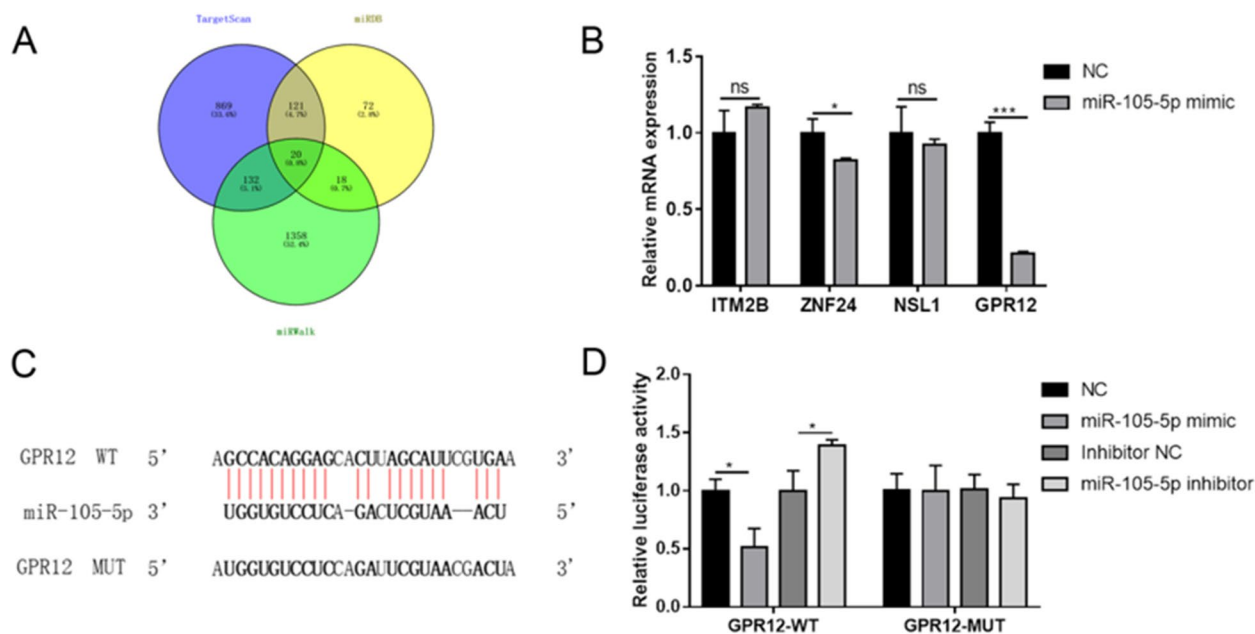 A
TargetScan
miRDB
869
(33.6%)
121
(4.7%)
72
(2.8%)
20
(0.8%)
132
(5.1%)
18
(0.7%)
1358
(52.4%)
miRWalk
B
Relative mRNA expression
1.5
1.0
0.5
0.0
ns
*
ns
***
ITM2B
ZNF24
NSL1
GPR12
NC
miR-105-5p mimic
C
GPR12 WT 5' AGCCACAGGAGCACUUAGCAUUCGUGAA 3'
miR-105-5p 3' UGGUGUCCUCA-GACUCGUAA--ACU 5'
GPR12 MUT 5' AUGGUGUCCUCCAGAUUCGUAACGACUA 3'
D
Relative luciferase activity
2.0
1.5
1.0
0.5
0.0
*
*
GPR12-WT
GPR12-MUT
NC
miR-105-5p mimic
Inhibitor NC
miR-105-5p inhibitor